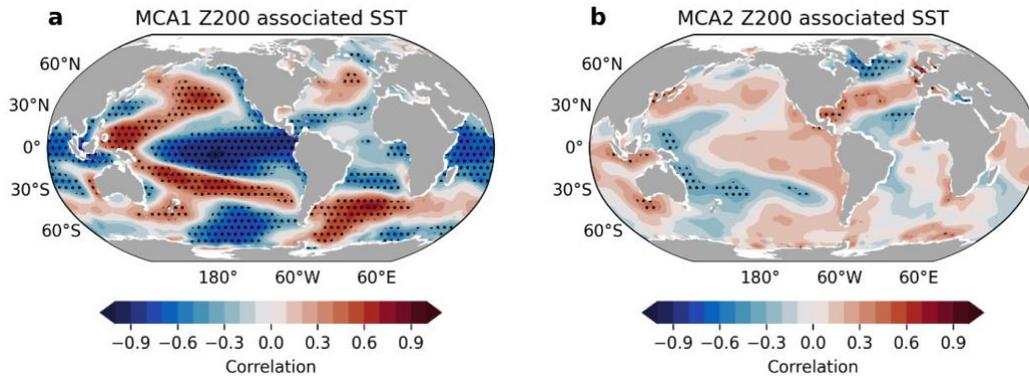 a MCA1 Z200 associated SST
60°N
30°N
0°
30°S
60°S
180° 60°W 60°E
−0.9 −0.6 −0.3 0.0 0.3 0.6 0.9
Correlation
b MCA2 Z200 associated SST
60°N
30°N
0°
30°S
60°S
180° 60°W 60°E
−0.9 −0.6 −0.3 0.0 0.3 0.6 0.9
Correlation